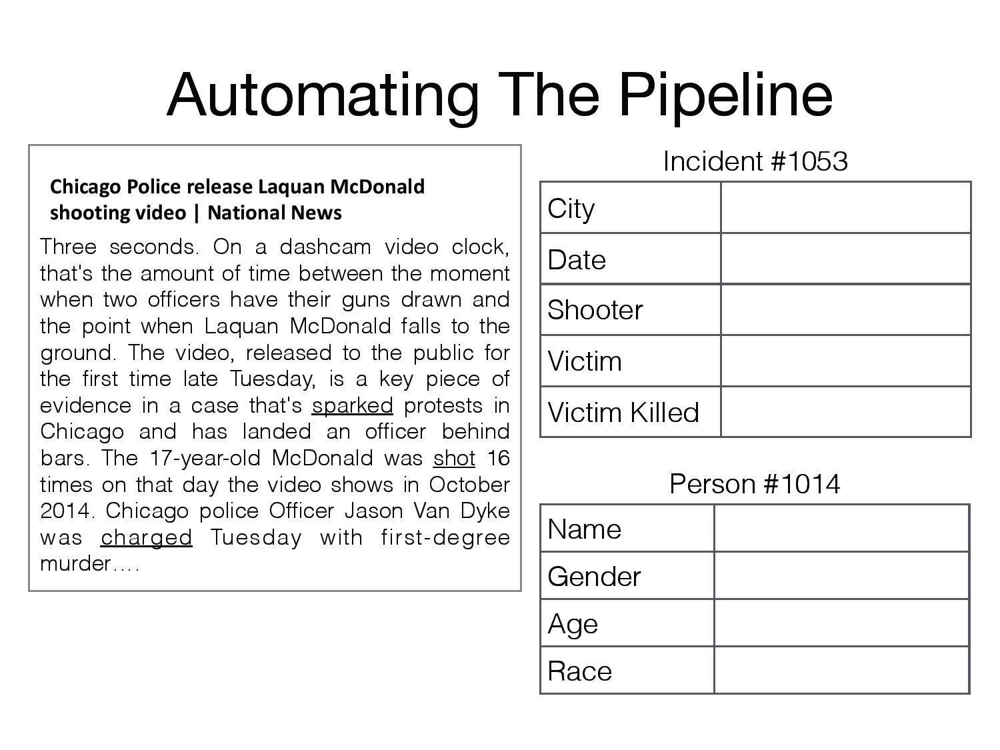 Automating The Pipeline
Chicago Police release Laquan McDonald
shooting video | National News
Three seconds. On a dashcam video clock,
that's the amount of time between the moment
when two officers have their guns drawn and
the point when Laquan McDonald falls to the
ground. The video, released to the public for
the first time late Tuesday, is a key piece of
evidence in a case that's sparked protests in
Chicago and has landed an officer behind
bars. The 17-year-old McDonald was shot 16
times on that day the video shows in October
2014. Chicago police Officer Jason Van Dyke
was charged Tuesday with first-degree
murder….
Incident #1053
City
Date
Shooter
Victim
Victim Killed
Person #1014
Name
Gender
Age
Race